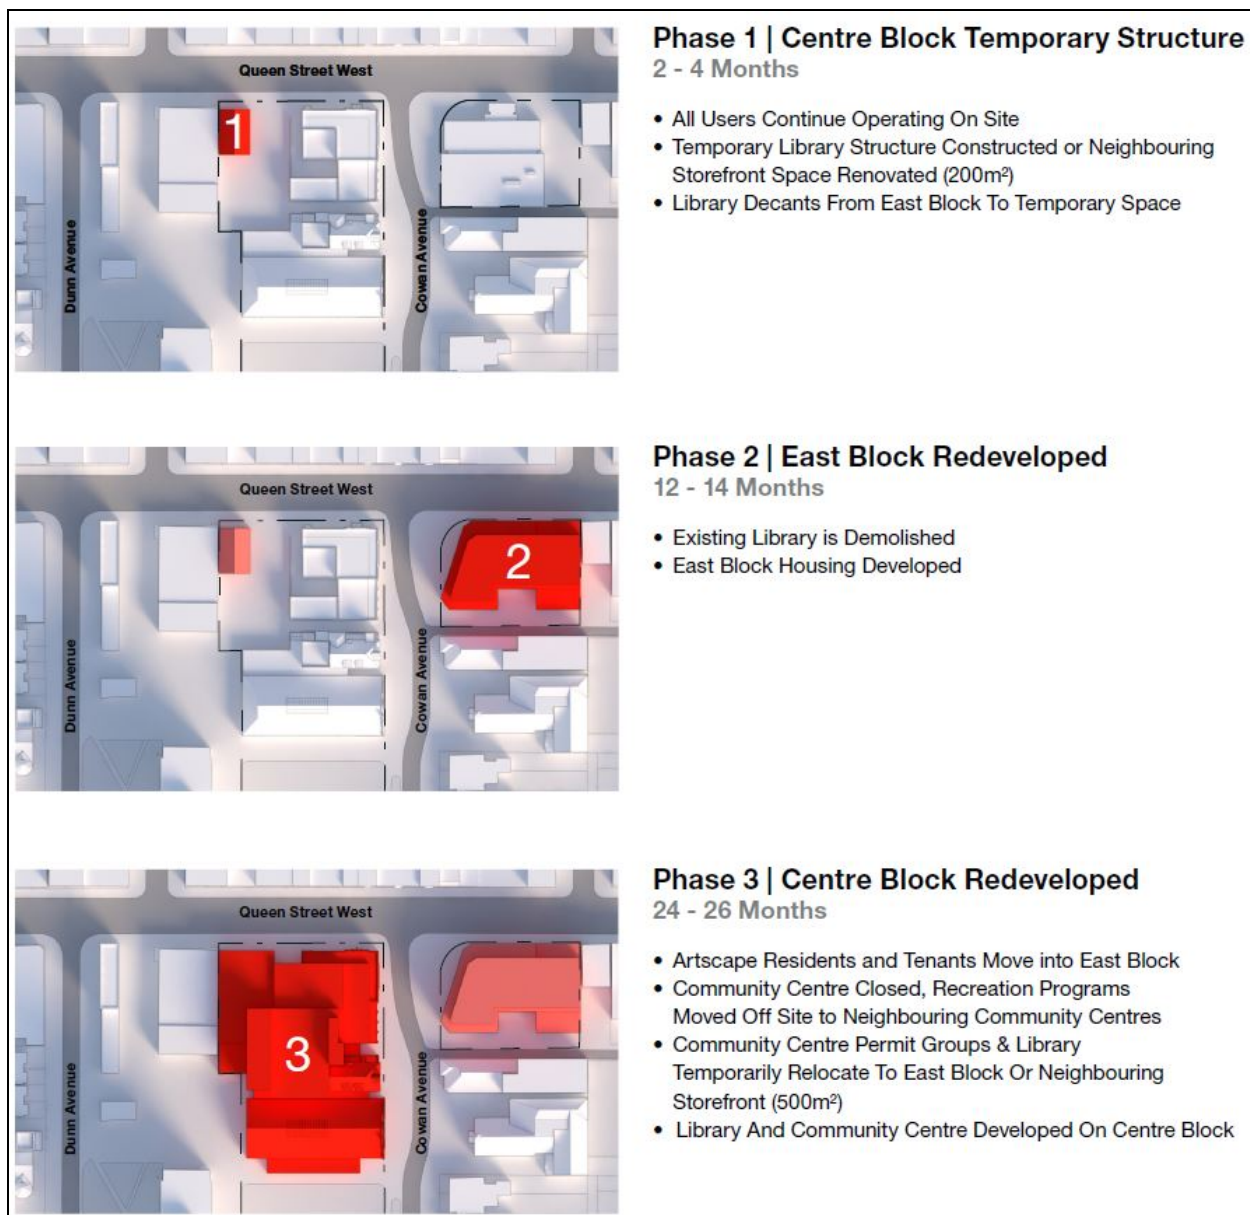 Queen Street West
1
Dunn Avenue
Cowan Avenue
Phase 1 | Centre Block Temporary Structure
2 - 4 Months
• All Users Continue Operating On Site
• Temporary Library Structure Constructed or Neighbouring
Storefront Space Renovated (200m²)
• Library Decants From East Block To Temporary Space
Queen Street West
2
Dunn Avenue
Cowan Avenue
Phase 2 | East Block Redeveloped
12 - 14 Months
• Existing Library is Demolished
• East Block Housing Developed
Queen Street West
3
Dunn Avenue
Cowan Avenue
Phase 3 | Centre Block Redeveloped
24 - 26 Months
• Artscape Residents and Tenants Move into East Block
• Community Centre Closed, Recreation Programs
Moved Off Site to Neighbouring Community Centres
• Community Centre Permit Groups & Library
Temporarily Relocate To East Block Or Neighbouring
Storefront (500m²)
• Library And Community Centre Developed On Centre Block